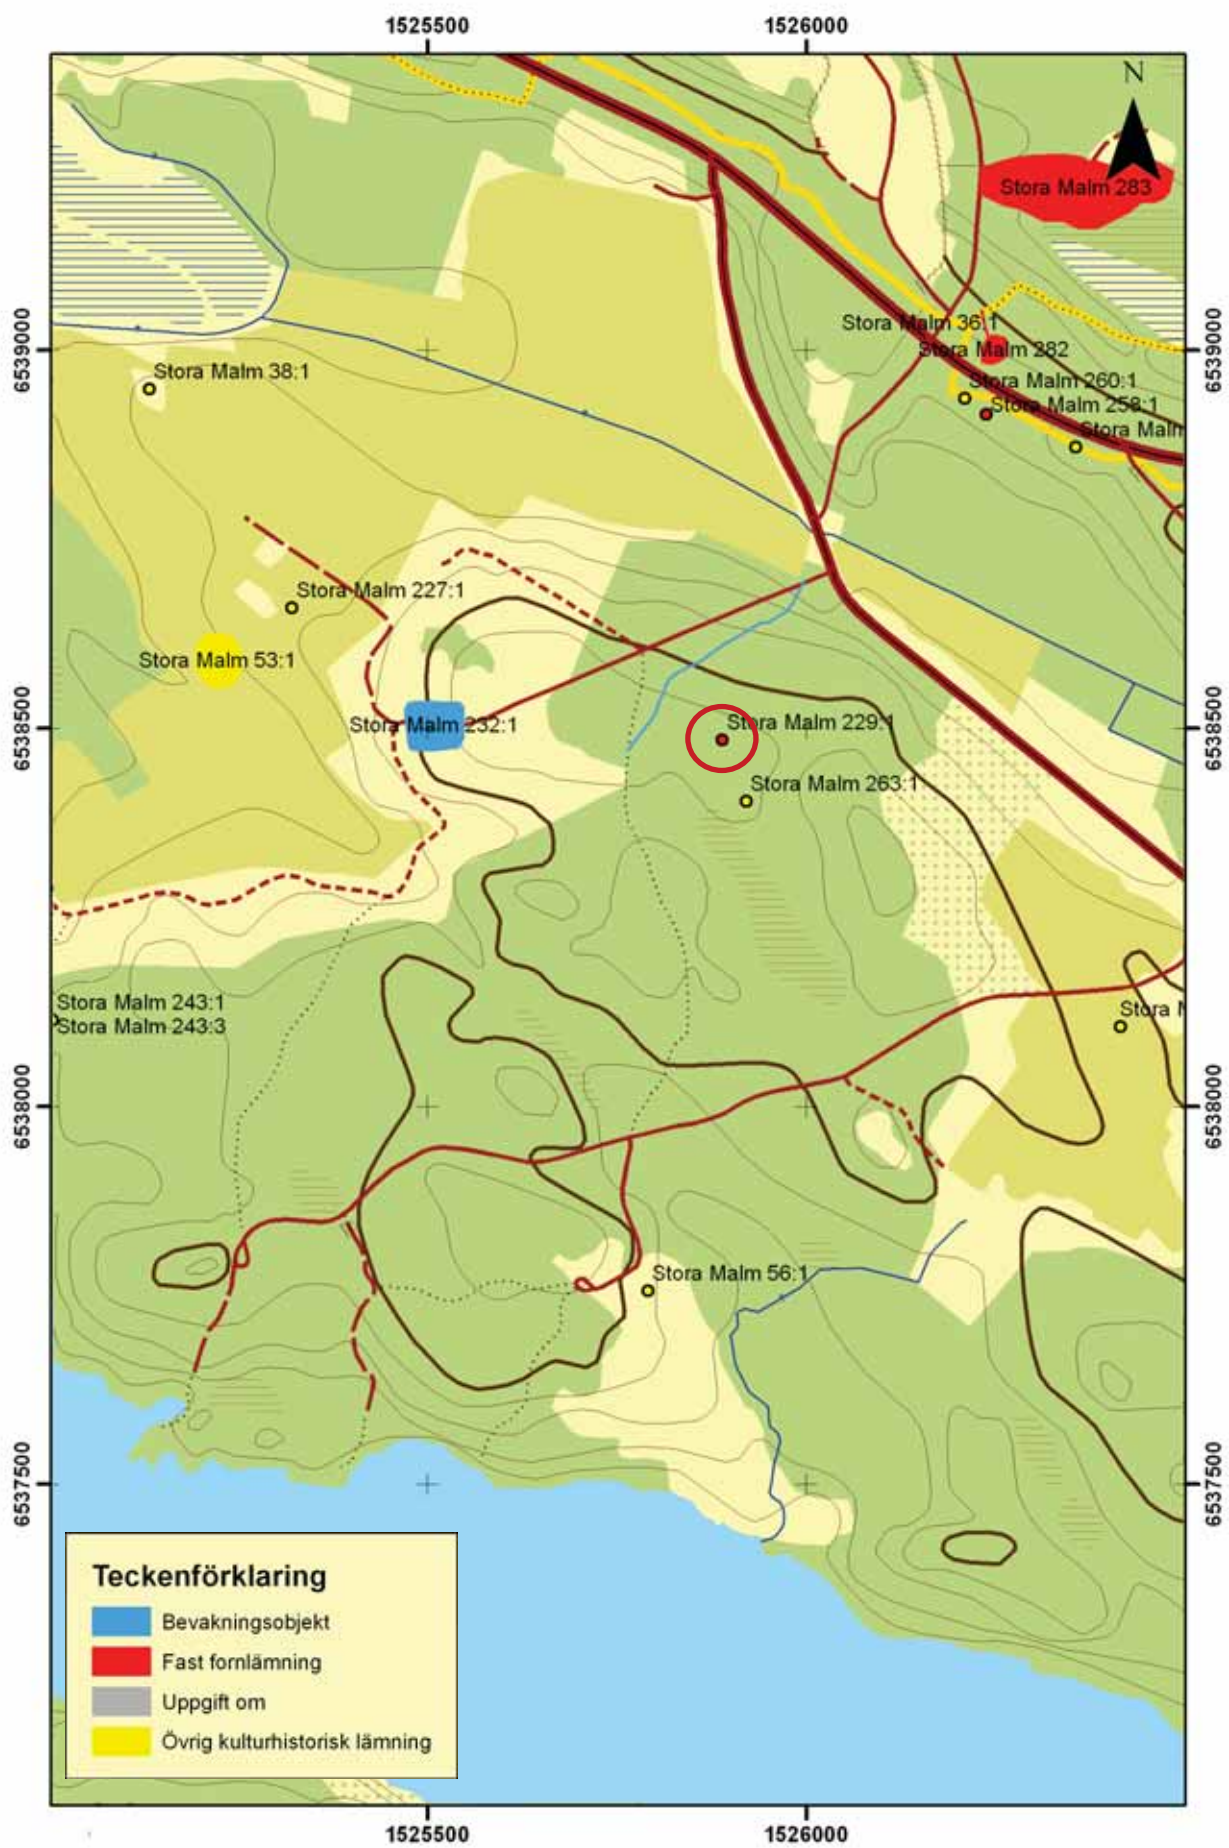 1525500
1526000
N
Stora Malm 283
Stora Malm 36:1
6539000
6539000
Stora Malm 282
Stora Malm 38:1
Stora Malm 260:1
Stora Malm 258:1
Stora Malm
Stora Malm 227:1
Stora Malm 53:1
6538500
Stora Malm 232:1
Stora Malm 229:1
6538500
Stora Malm 263:1
Stora Malm 243:1
Stora
Stora Malm 243:3
6538000
6538000
Stora Malm 56:1
6537500
6537500
Teckenförklaring
Bevakningsobjekt
Fast fornlämning
Uppgift om
Övrig kulturhistorisk lämning
1525500
1526000